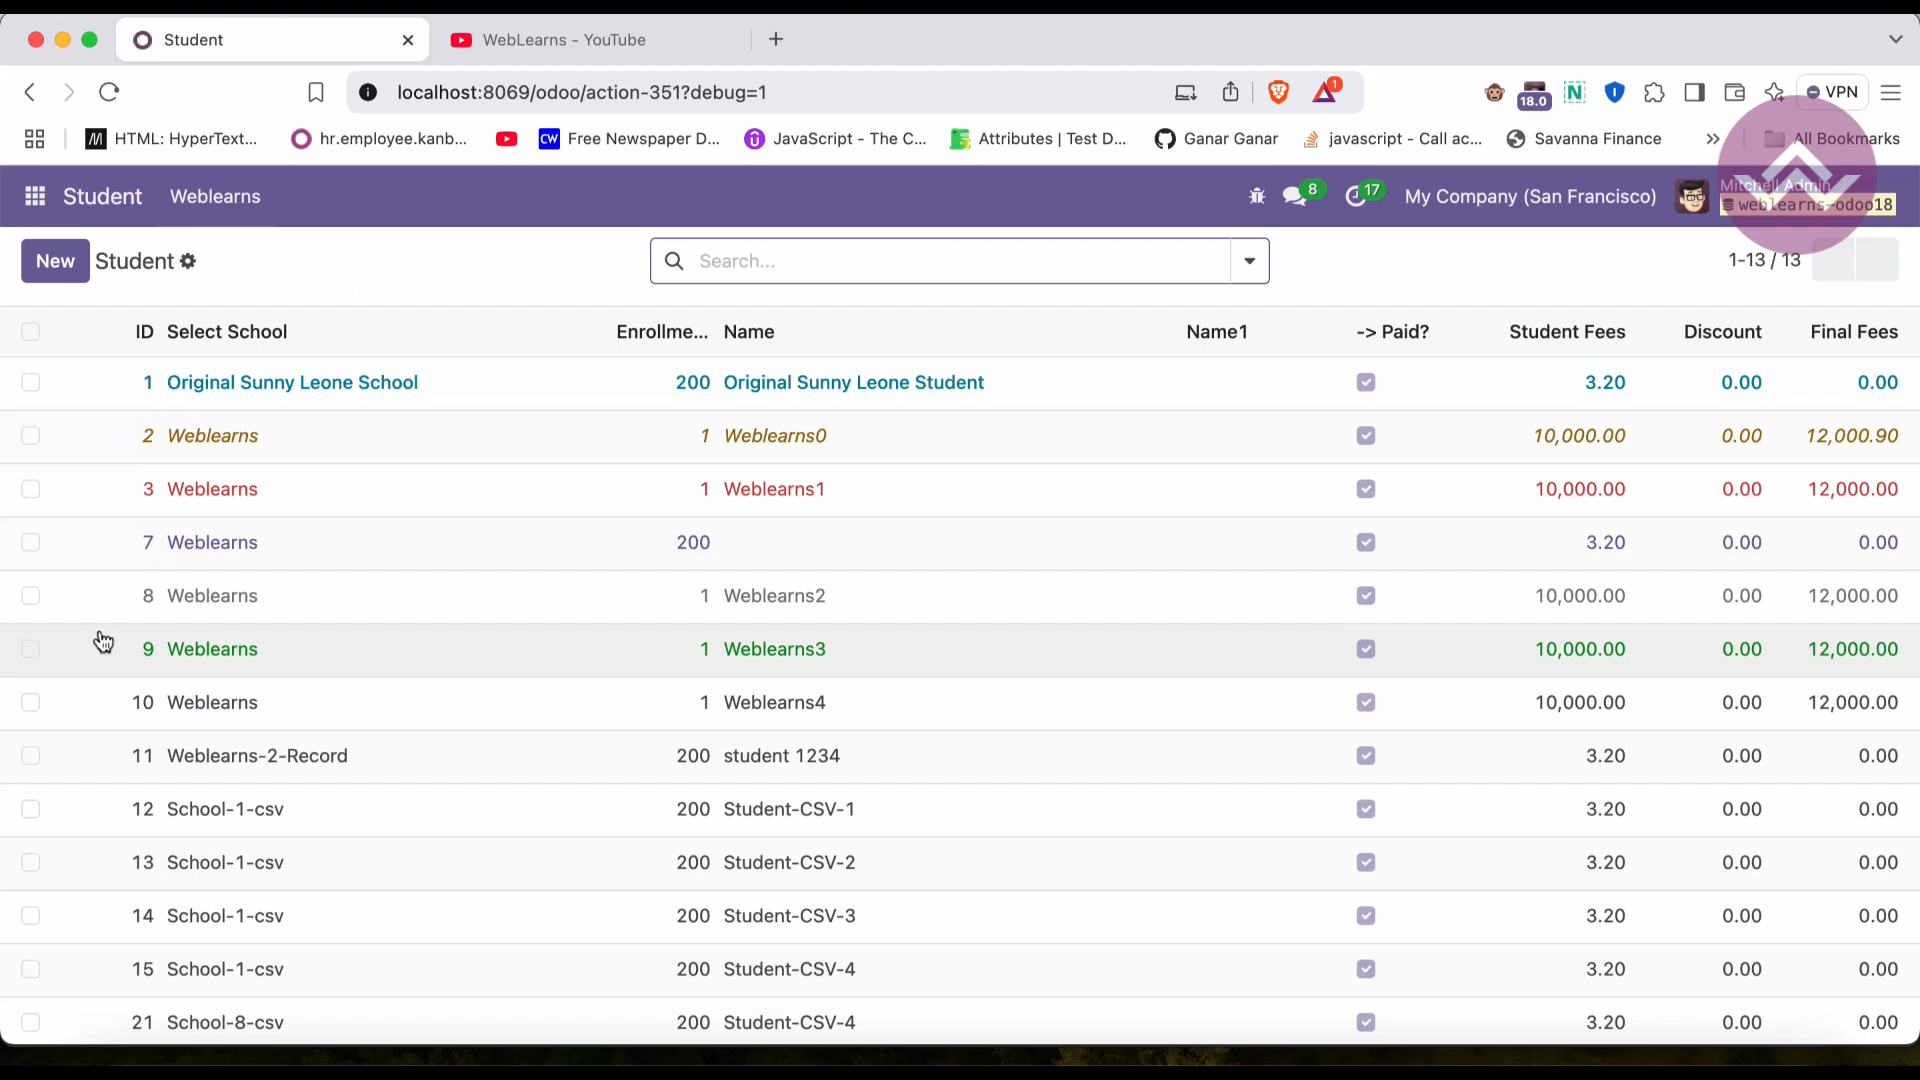 Student
WebLearns - YouTube
localhost:8069/odoo/action-351?debug=1
1
18.0
N
VPN
HTML: HyperText...
hr.employee.kanb...
CW Free Newspaper D...
JavaScript - The C...
Attributes | Test D...
Ganar Ganar
javascript - Call ac...
Savanna Finance
All Bookmarks
Student
Weblearns
8
17
My Company (San Francisco)
Mitchell Admin
weblearns-odoo18
New
Student
Search...
1-13 / 13
ID Select School Enrollme... Name Name1 -> Paid? Student Fees Discount Final Fees
1 Original Sunny Leone School 200 Original Sunny Leone Student 3.20 0.00 0.00
2 Weblearns 1 Weblearns0 10,000.00 0.00 12,000.90
3 Weblearns 1 Weblearns1 10,000.00 0.00 12,000.00
7 Weblearns 200 3.20 0.00 0.00
8 Weblearns 1 Weblearns2 10,000.00 0.00 12,000.00
9 Weblearns 1 Weblearns3 10,000.00 0.00 12,000.00
10 Weblearns 1 Weblearns4 10,000.00 0.00 12,000.00
11 Weblearns-2-Record 200 student 1234 3.20 0.00 0.00
12 School-1-csv 200 Student-CSV-1 3.20 0.00 0.00
13 School-1-csv 200 Student-CSV-2 3.20 0.00 0.00
14 School-1-csv 200 Student-CSV-3 3.20 0.00 0.00
15 School-1-csv 200 Student-CSV-4 3.20 0.00 0.00
21 School-8-csv 200 Student-CSV-4 3.20 0.00 0.00